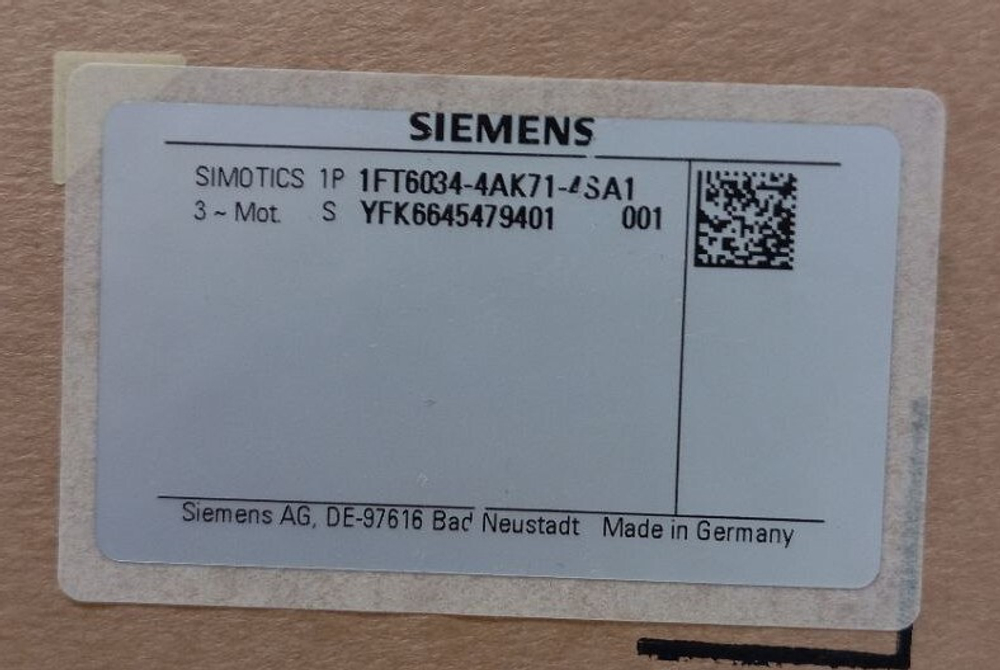 SIEMENS
SIMOTICS 1P 1FT6034-4AK71-4SA1
3 ~ Mot. S YFK6645479401 001
Siemens AG, DE-97616 Bad Neustadt Made in Germany